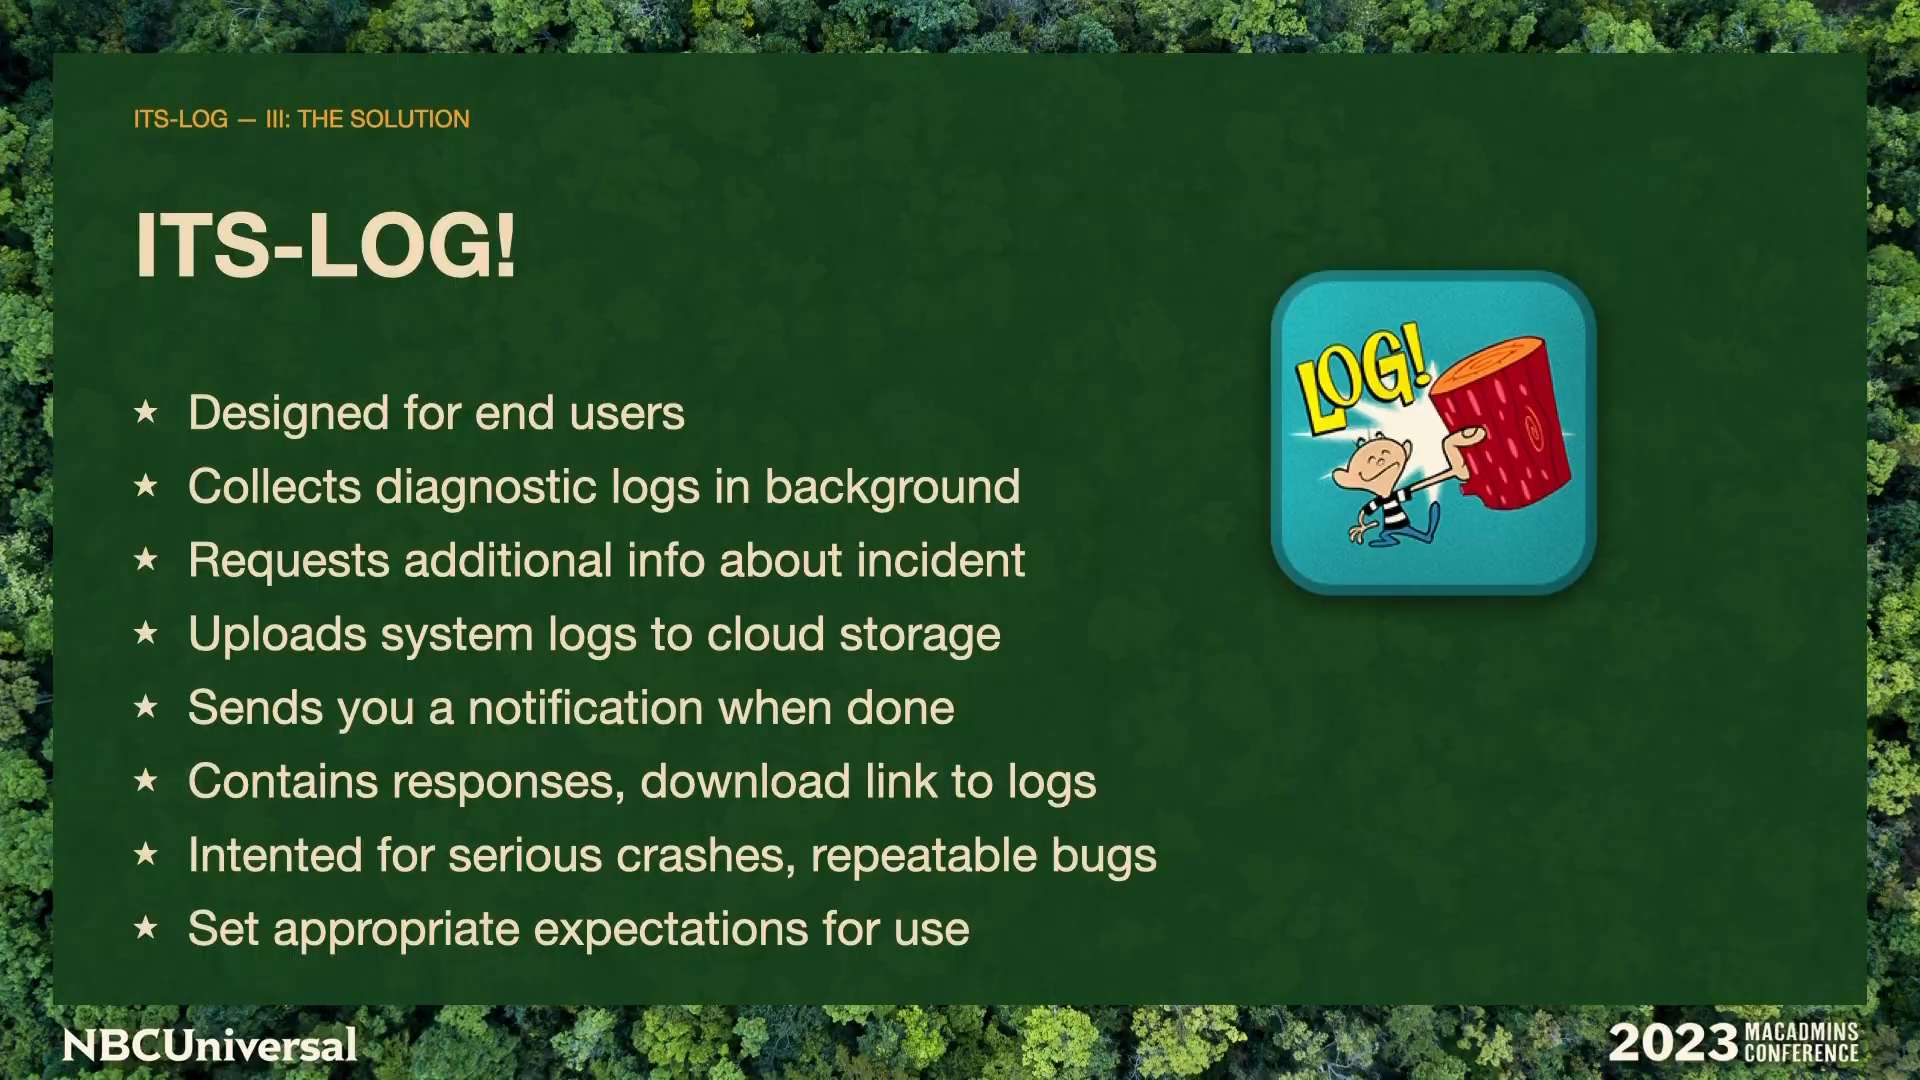 ITS-LOG — III: THE SOLUTION
ITS-LOG!
★ Designed for end users
★ Collects diagnostic logs in background
★ Requests additional info about incident
★ Uploads system logs to cloud storage
★ Sends you a notification when done
★ Contains responses, download link to logs
★ Intented for serious crashes, repeatable bugs
★ Set appropriate expectations for use
LOG!
NBCUniversal
2023 MACADMINS
CONFERENCE